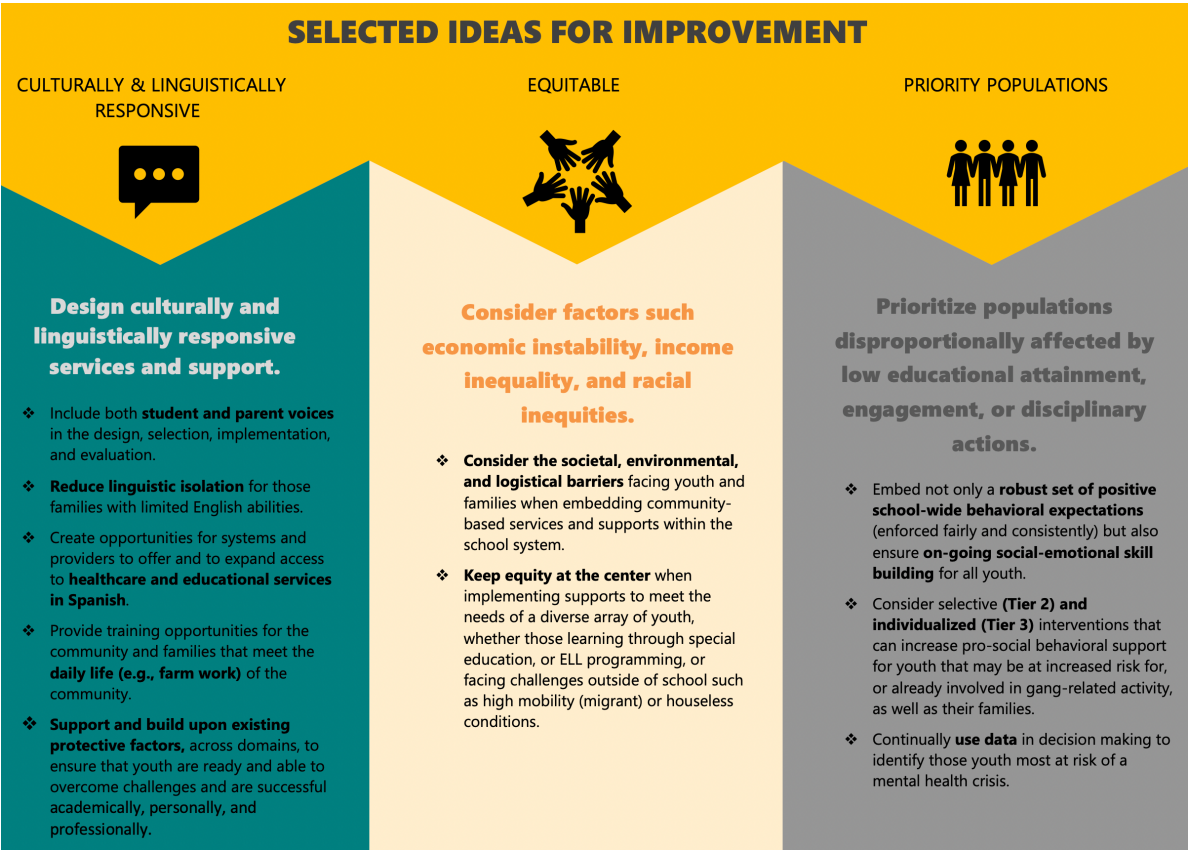 SELECTED IDEAS FOR IMPROVEMENT
CULTURALLY & LINGUISTICALLY
RESPONSIVE
Design culturally and
linguistically responsive
services and support.
❖ Include both student and parent voices
in the design, selection, implementation,
and evaluation.
❖ Reduce linguistic isolation for those
families with limited English abilities.
❖ Create opportunities for systems and
providers to offer and to expand access
to healthcare and educational services
in Spanish.
❖ Provide training opportunities for the
community and families that meet the
daily life (e.g., farm work) of the
community.
❖ Support and build upon existing
protective factors, across domains, to
ensure that youth are ready and able to
overcome challenges and are successful
academically, personally, and
professionally.
EQUITABLE
Consider factors such
economic instability, income
inequality, and racial
inequities.
❖ Consider the societal, environmental,
and logistical barriers facing youth and
families when embedding community-
based services and supports within the
school system.
❖ Keep equity at the center when
implementing supports to meet the
needs of a diverse array of youth,
whether those learning through special
education, or ELL programming, or
facing challenges outside of school such
as high mobility (migrant) or houseless
conditions.
PRIORITY POPULATIONS
Prioritize populations
disproportionally affected by
low educational attainment,
engagement, or disciplinary
actions.
❖ Embed not only a robust set of positive
school-wide behavioral expectations
(enforced fairly and consistently) but also
ensure on-going social-emotional skill
building for all youth.
❖ Consider selective (Tier 2) and
individualized (Tier 3) interventions that
can increase pro-social behavioral support
for youth that may be at increased risk for,
or already involved in gang-related activity,
as well as their families.
❖ Continually use data in decision making to
identify those youth most at risk of a
mental health crisis.